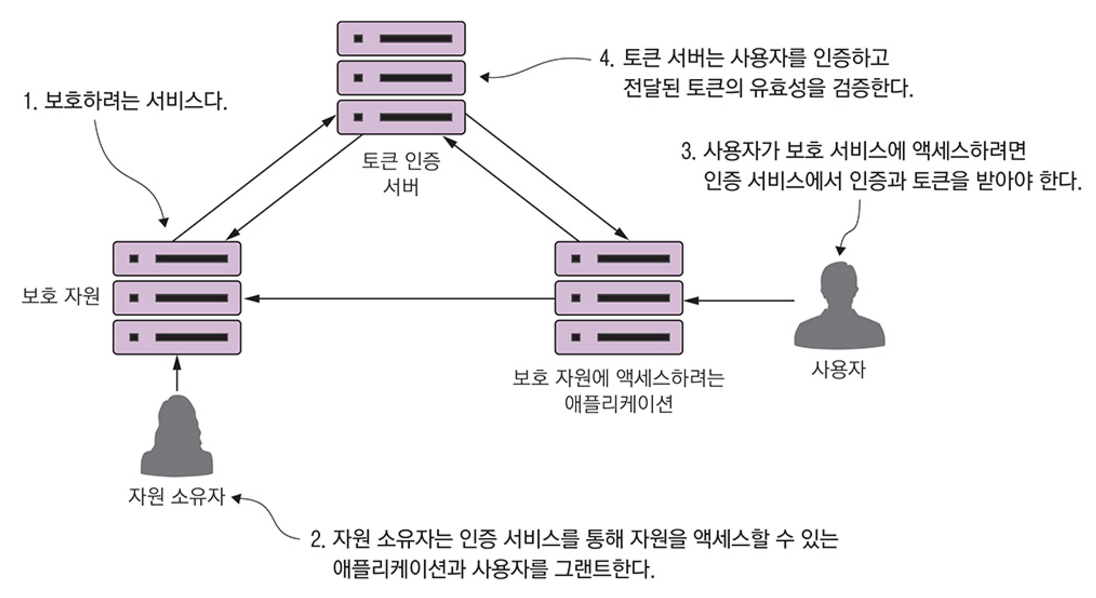 4. 토큰 서버는 사용자를 인증하고
전달된 토큰의 유효성을 검증한다.
1. 보호하려는 서비스다.
토큰 인증
서버
3. 사용자가 보호 서비스에 액세스하려면
인증 서비스에서 인증과 토큰을 받아야 한다.
보호 자원
보호 자원에 액세스하려는
애플리케이션
사용자
자원 소유자
2. 자원 소유자는 인증 서비스를 통해 자원을 액세스할 수 있는
애플리케이션과 사용자를 그랜트한다.